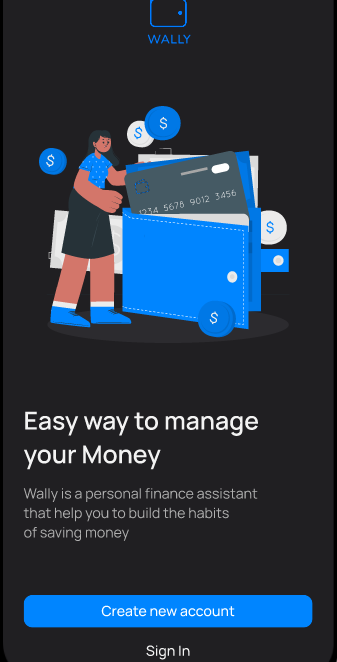 WALLY
$
$
$
1234 5678 9012 3456
$
$
Easy way to manage
your Money
Wally is a personal finance assistant
that help you to build the habits
of saving money
Create new account
Sign In